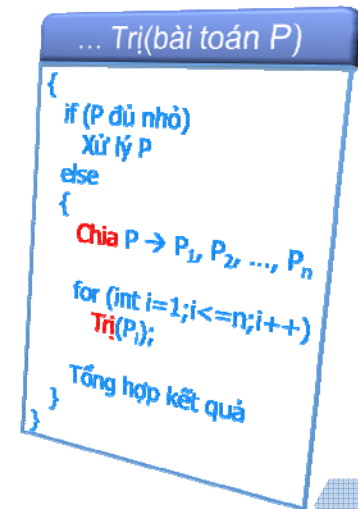 ... Trị(bài toán P)
{
if (P đủ nhỏ)
Xử lý P
else
{
Chia P → P₁, P₂, ..., Pₙ
for (int i=1;i<=n;i++)
Trị(Pᵢ);
Tổng hợp kết quả
}
}